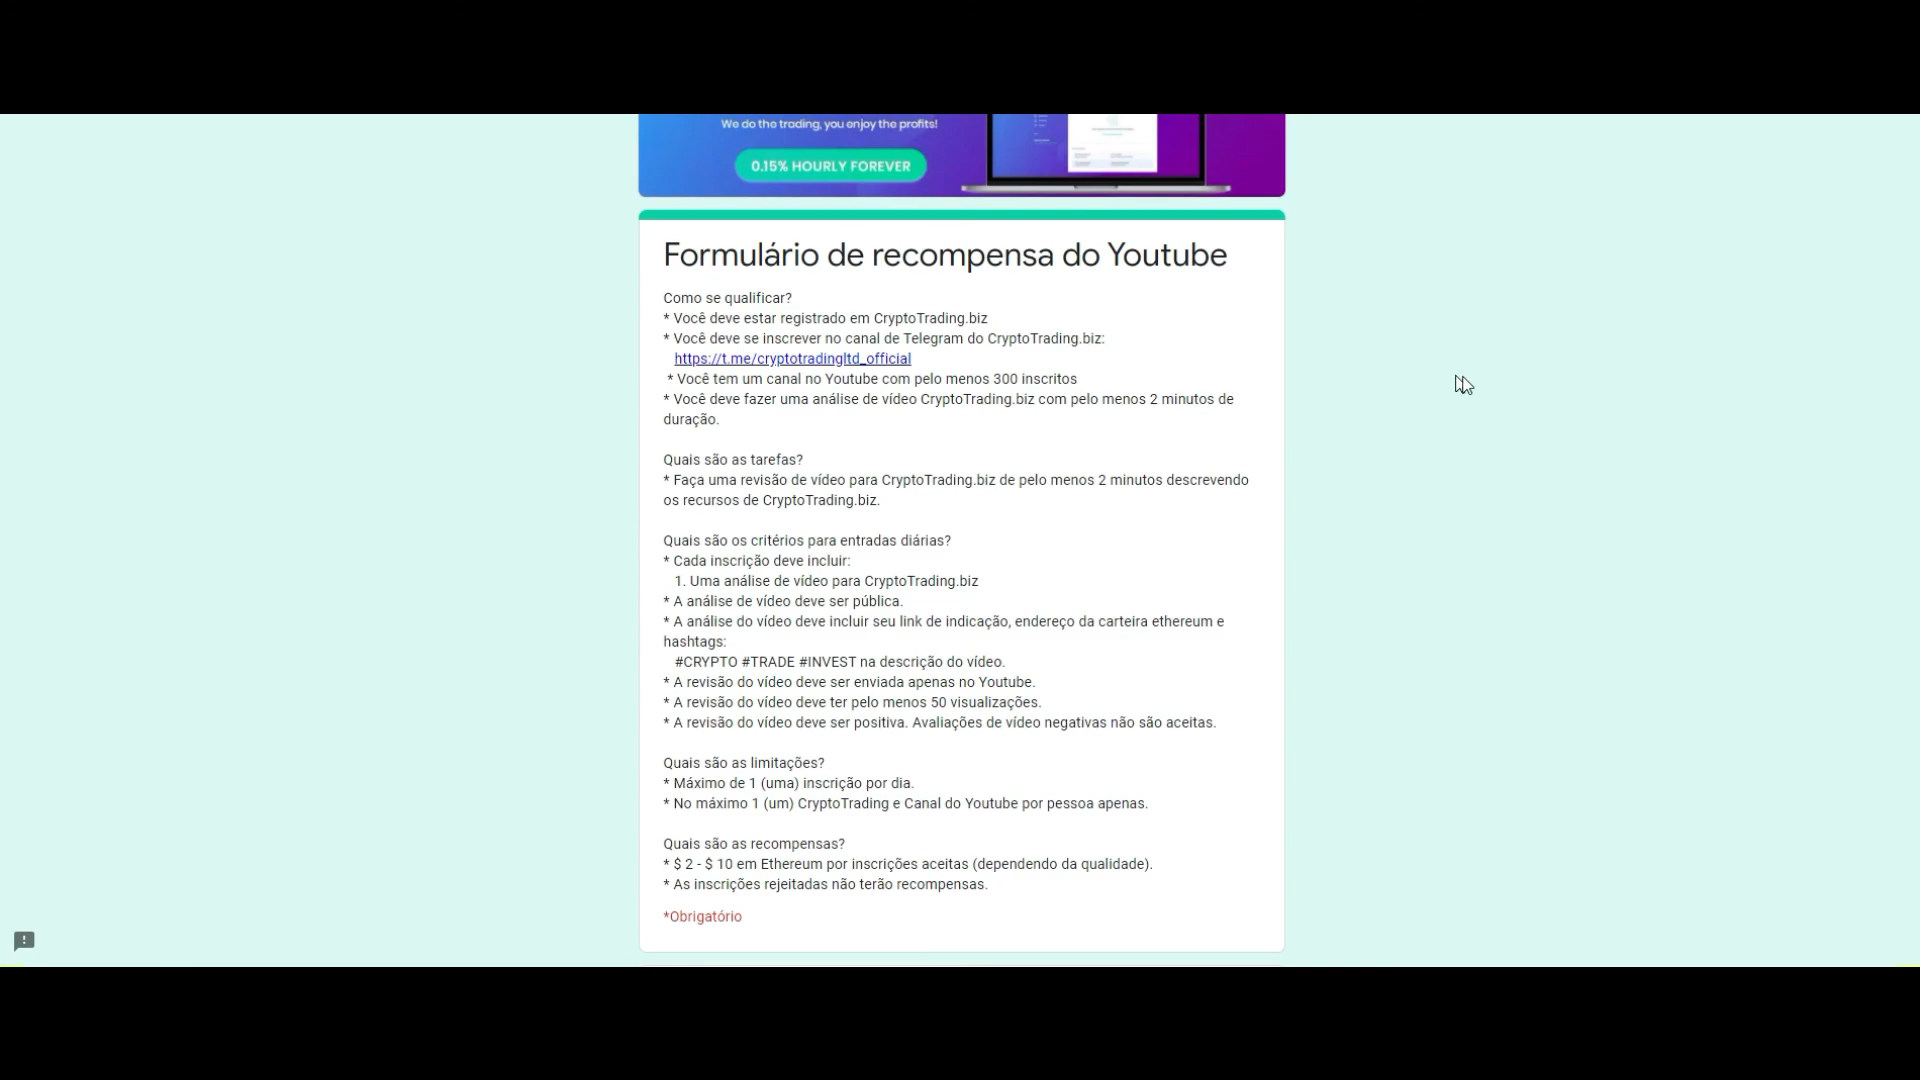 We do the trading, you enjoy the profits!
0.15% HOURLY FOREVER
Formulário de recompensa do Youtube
Como se qualificar?
* Você deve estar registrado em CryptoTrading.biz
* Você deve se inscrever no canal de Telegram do CryptoTrading.biz:
https://t.me/cryptotradingltd_official
* Você tem um canal no Youtube com pelo menos 300 inscritos
* Você deve fazer uma análise de vídeo CryptoTrading.biz com pelo menos 2 minutos de
duração.
Quais são as tarefas?
* Faça uma revisão de vídeo para CryptoTrading.biz de pelo menos 2 minutos descrevendo
os recursos de CryptoTrading.biz.
Quais são os critérios para entradas diárias?
* Cada inscrição deve incluir:
1. Uma análise de vídeo para CryptoTrading.biz
* A análise de vídeo deve ser pública.
* A análise do vídeo deve incluir seu link de indicação, endereço da carteira ethereum e
hashtags:
#CRYPTO #TRADE #INVEST na descrição do vídeo.
* A revisão do vídeo deve ser enviada apenas no Youtube.
* A revisão do vídeo deve ter pelo menos 50 visualizações.
* A revisão do vídeo deve ser positiva. Avaliações de vídeo negativas não são aceitas.
Quais são as limitações?
* Máximo de 1 (uma) inscrição por dia.
* No máximo 1 (um) CryptoTrading e Canal do Youtube por pessoa apenas.
Quais são as recompensas?
* $ 2 - $ 10 em Ethereum por inscrições aceitas (dependendo da qualidade).
* As inscrições rejeitadas não terão recompensas.
*Obrigatório